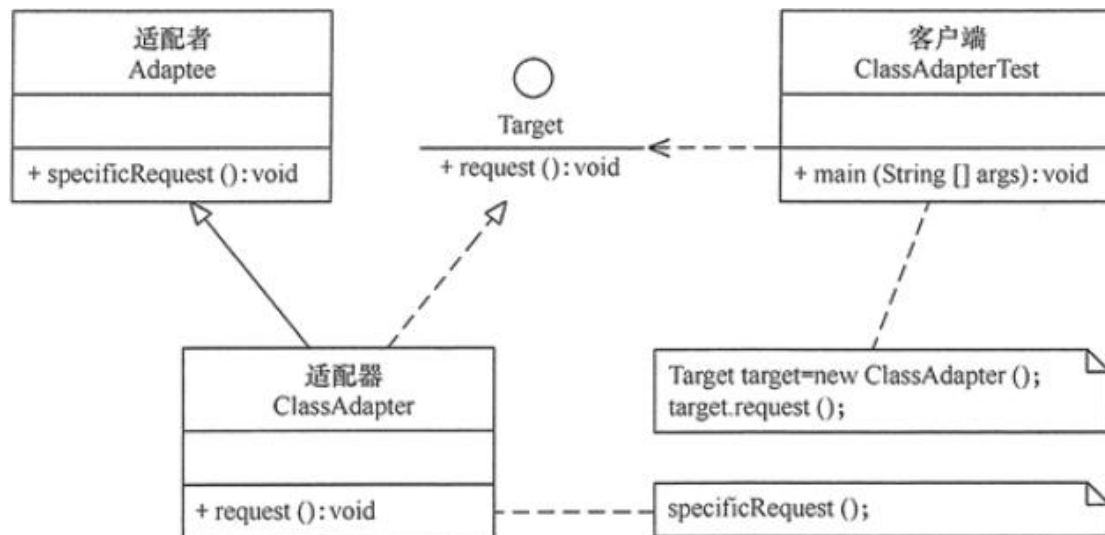 适配者
Adaptee
+ specificRequest (): void
Target
+ request (): void
客户端
ClassAdapterTest
+ main (String [] args): void
适配器
ClassAdapter
+ request (): void
Target target=new ClassAdapter ();
target.request ();
specificRequest ();